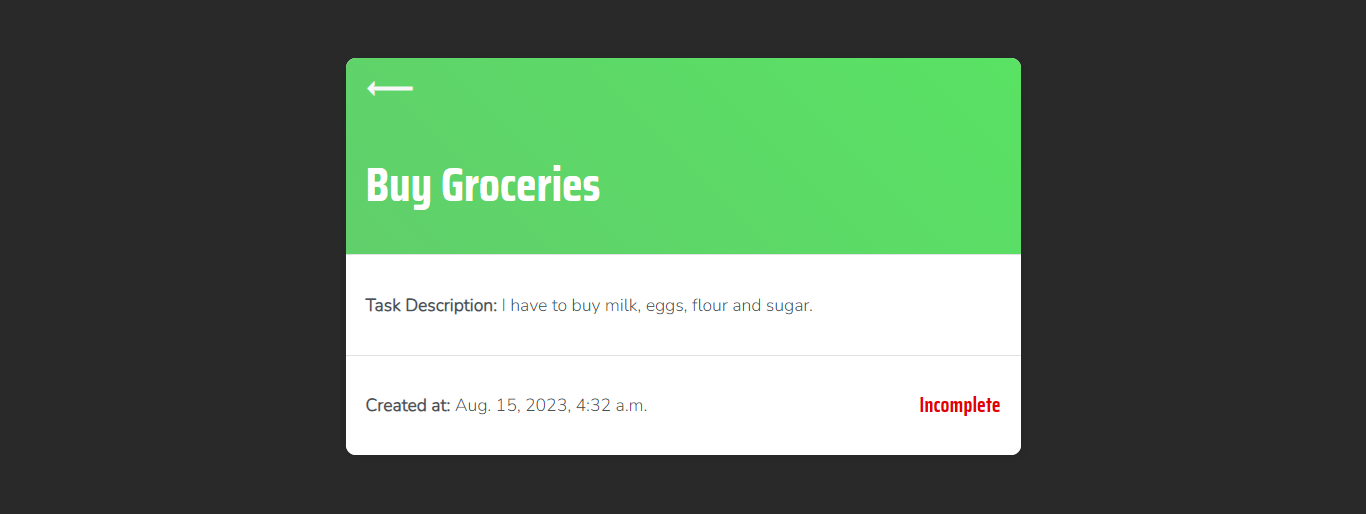 Buy Groceries
Task Description: I have to buy milk, eggs, flour and sugar.
Created at: Aug. 15, 2023, 4:32 a.m.
Incomplete